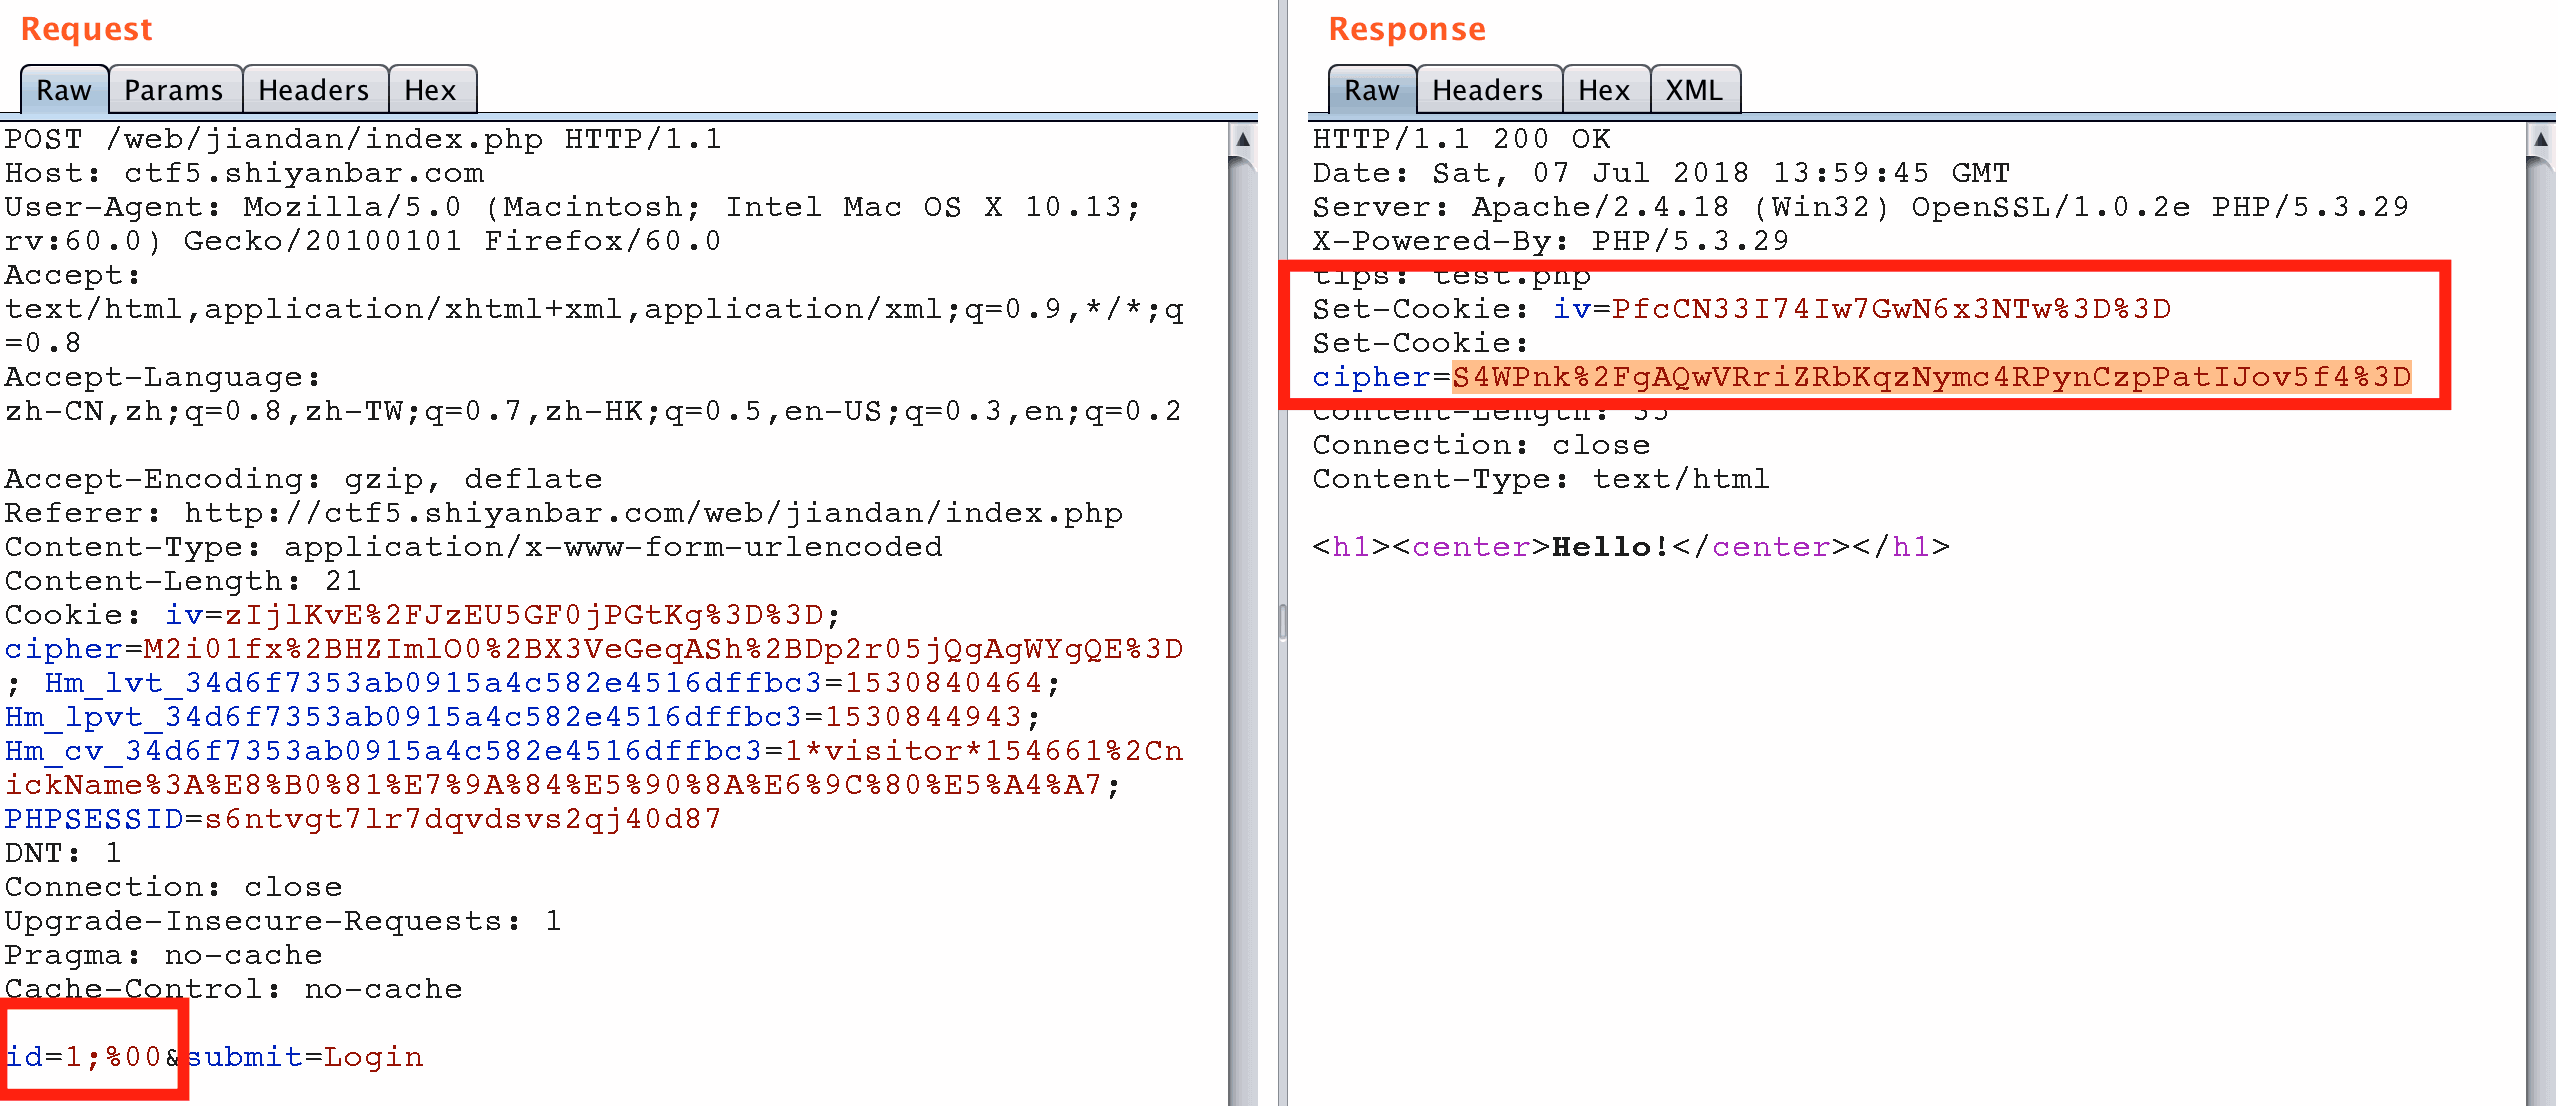 Request
Raw Params Headers Hex
POST /web/jiandan/index.php HTTP/1.1
Host: ctf5.shiyanbar.com
User-Agent: Mozilla/5.0 (Macintosh; Intel Mac OS X 10.13;
rv:60.0) Gecko/20100101 Firefox/60.0
Accept:
text/html,application/xhtml+xml,application/xml;q=0.9,*/*;q
=0.8
Accept-Language:
zh-CN,zh;q=0.8,zh-TW;q=0.7,zh-HK;q=0.5,en-US;q=0.3,en;q=0.2
Accept-Encoding: gzip, deflate
Referer: http://ctf5.shiyanbar.com/web/jiandan/index.php
Content-Type: application/x-www-form-urlencoded
Content-Length: 21
Cookie: iv=zIjlKvE%2FJzEU5GF0jPGtKg%3D%3D;
cipher=M2i01fx%2BHZImlO0%2BX3VeGeqASh%2BDp2r05jQgAgWYgQE%3D
; Hm_lvt_34d6f7353ab0915a4c582e4516dffbc3=1530840464;
Hm_lpvt_34d6f7353ab0915a4c582e4516dffbc3=1530844943;
Hm_cv_34d6f7353ab0915a4c582e4516dffbc3=1*visitor*154661%2Cn
ickName%3A%E8%B0%81%E7%9A%84%E5%90%8A%E6%9C%80%E5%A4%A7;
PHPSESSID=s6ntvgt7lr7dqvdsvs2qj40d87
DNT: 1
Connection: close
Upgrade-Insecure-Requests: 1
Pragma: no-cache
Cache-Control: no-cache
id=1;%00&submit=Login
Response
Raw Headers Hex XML
HTTP/1.1 200 OK
Date: Sat, 07 Jul 2018 13:59:45 GMT
Server: Apache/2.4.18 (Win32) OpenSSL/1.0.2e PHP/5.3.29
X-Powered-By: PHP/5.3.29
tips: test.php
Set-Cookie: iv=PfcCN33I74Iw7GwN6x3NTw%3D%3D
Set-Cookie:
cipher=S4WPnk%2FgAQwVRriZRbKqzNymc4RPynCzpPatIJov5f4%3D
Content-Length: 35
Connection: close
Content-Type: text/html
<h1><center>Hello!</center></h1>